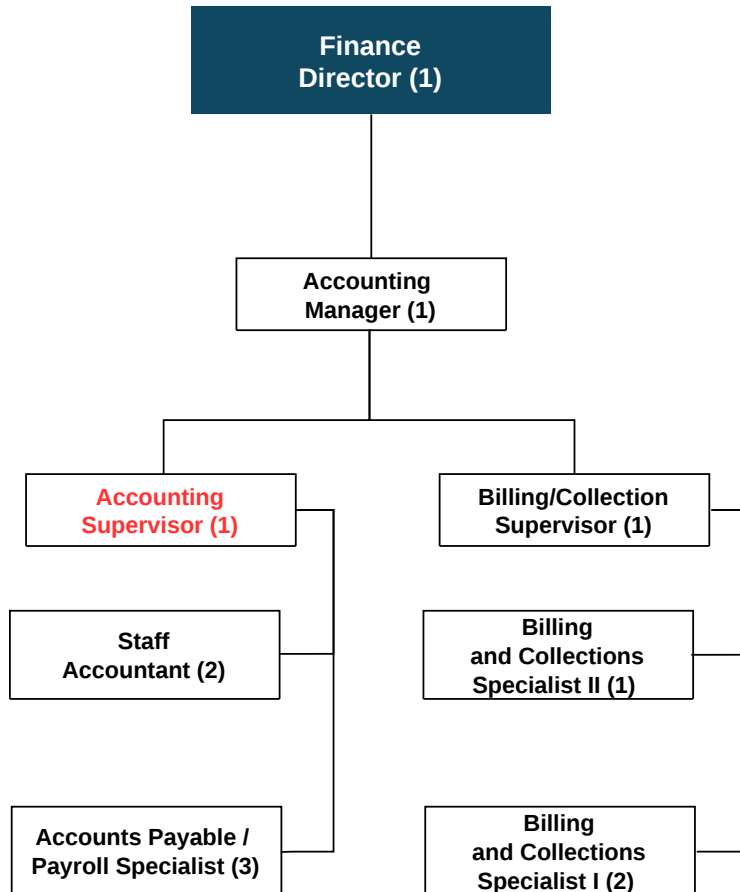 Finance
Director (1)
Accounting
Manager (1)
Accounting
Supervisor (1)
Billing/Collection
Supervisor (1)
Staff
Accountant (2)
Billing
and Collections
Specialist II (1)
Accounts Payable /
Payroll Specialist (3)
Billing
and Collections
Specialist I (2)